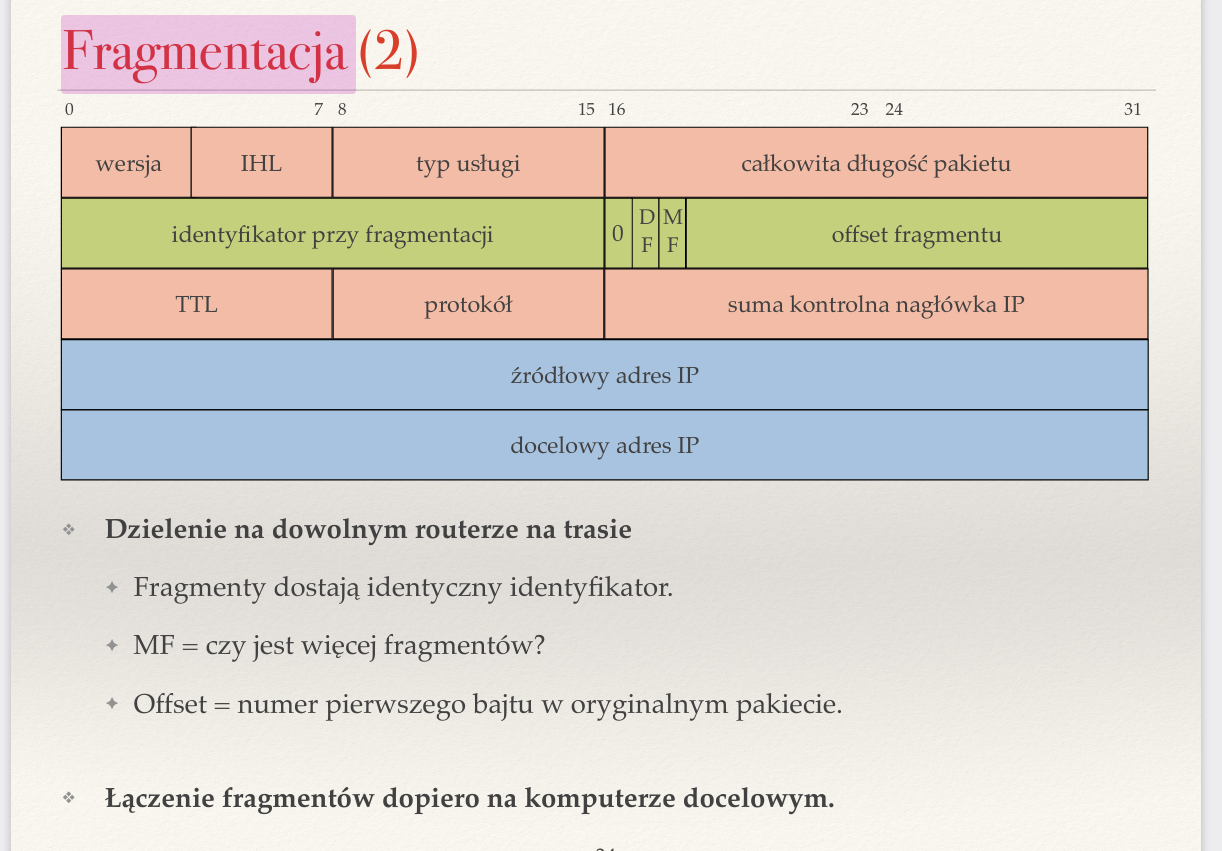 Fragmentacja (2)
0 7 8 15 16 23 24 31
wersja IHL typ usługi całkowita długość pakietu
identyfikator przy fragmentacji 0 DF MF offset fragmentu
TTL protokół suma kontrolna nagłówka IP
źródłowy adres IP
docelowy adres IP
Dzielenie na dowolnym routerze na trasie
Fragmenty dostają identyczny identyfikator.
MF = czy jest więcej fragmentów?
Offset = numer pierwszego bajtu w oryginalnym pakiecie.
Łączenie fragmentów dopiero na komputerze docelowym.